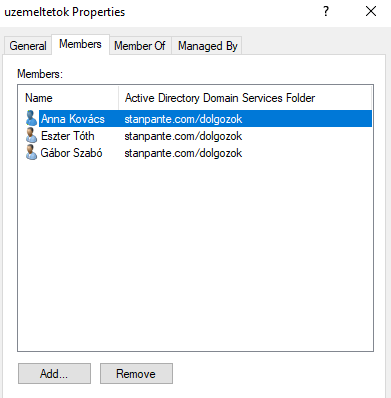 uzemeltetok Properties ?
General Members Member Of Managed By
Members:
Name Active Directory Domain Services Folder
Anna Kovács stanpante.com/dolgozok
Eszter Tóth stanpante.com/dolgozok
Gábor Szabó stanpante.com/dolgozok
Add... Remove